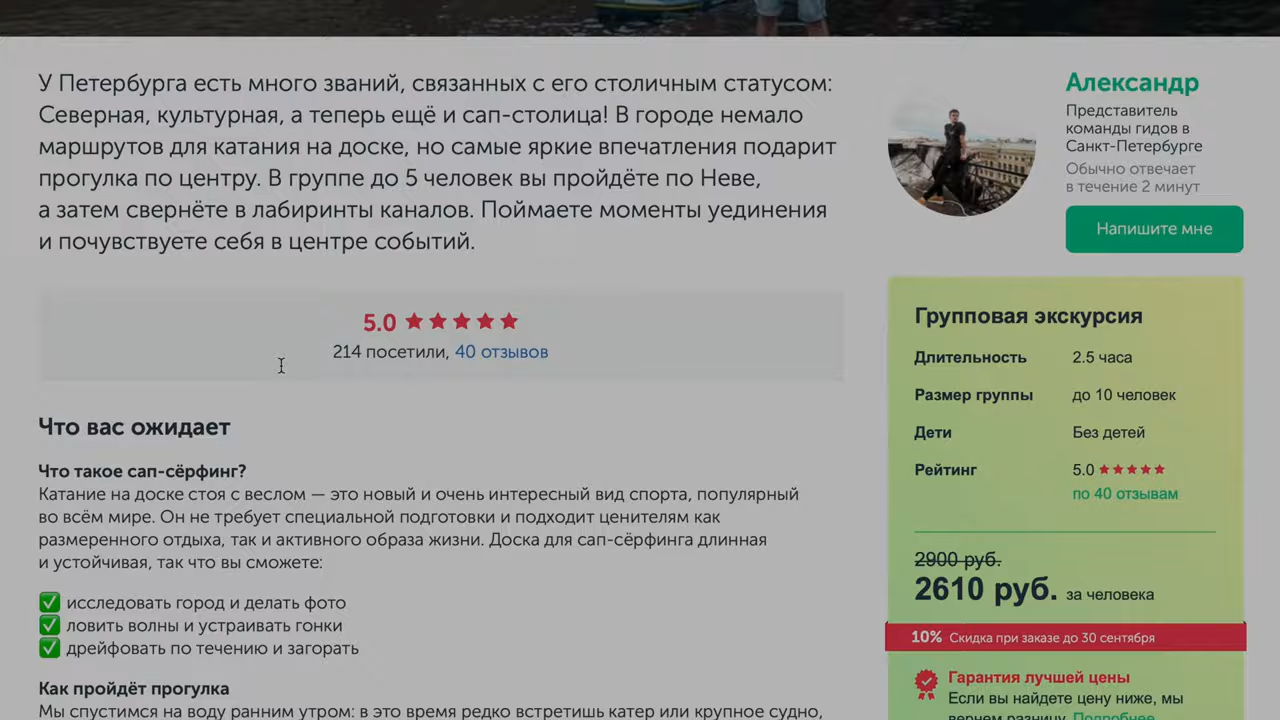 У Петербурга есть много званий, связанных с его столичным статусом:
Северная, культурная, а теперь ещё и сап-столица! В городе немало
маршрутов для катания на доске, но самые яркие впечатления подарит
прогулка по центру. В группе до 5 человек вы пройдёте по Неве,
а затем свернёте в лабиринты каналов. Поймаете моменты уединения
и почувствуете себя в центре событий.
5.0
214 посетили, 40 отзывов
Что вас ожидает
Что такое сап-сёрфинг?
Катание на доске стоя с веслом — это новый и очень интересный вид спорта, популярный
во всём мире. Он не требует специальной подготовки и подходит ценителям как
размеренного отдыха, так и активного образа жизни. Доска для сап-сёрфинга длинная
и устойчивая, так что вы сможете:
исследовать город и делать фото
ловить волны и устраивать гонки
дрейфовать по течению и загорать
Как пройдёт прогулка
Мы спустимся на воду ранним утром: в это время редко встретишь катер или крупное судно,
Александр
Представитель
команды гидов в
Санкт-Петербурге
Обычно отвечает
в течение 2 минут
Напишите мне
Групповая экскурсия
Длительность 2.5 часа
Размер группы до 10 человек
Дети Без детей
Рейтинг 5.0
по 40 отзывам
2900 руб.
2610 руб. за человека
10% Скидка при заказе до 30 сентября
Гарантия лучшей цены
Если вы найдете цену ниже, мы
вернем разницу. Подробнее